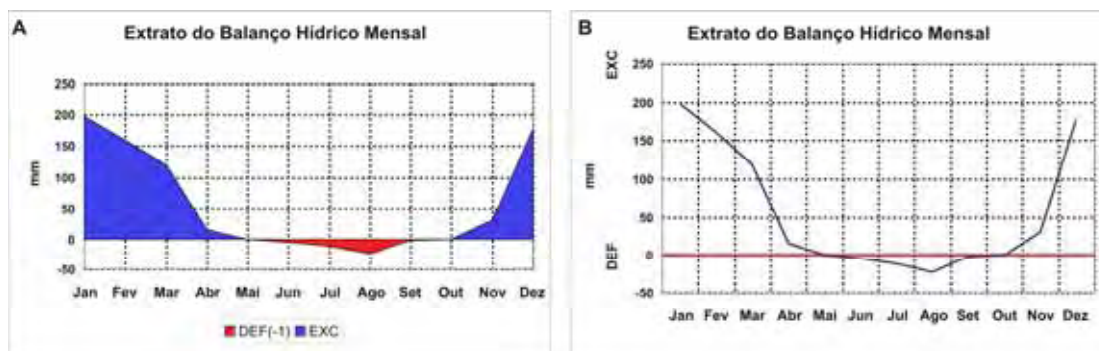 A
Extrato do Balanço Hídrico Mensal
250
200
150
100
50
0
-50
mm
Jan Fev Mar Abr Mai Jun Jul Ago Set Out Nov Dez
DEF(-1) EXC
B
Extrato do Balanço Hídrico Mensal
EXC
mm
DEF
250
200
150
100
50
0
-50
Jan Fev Mar Abr Mai Jun Jul Ago Set Out Nov Dez